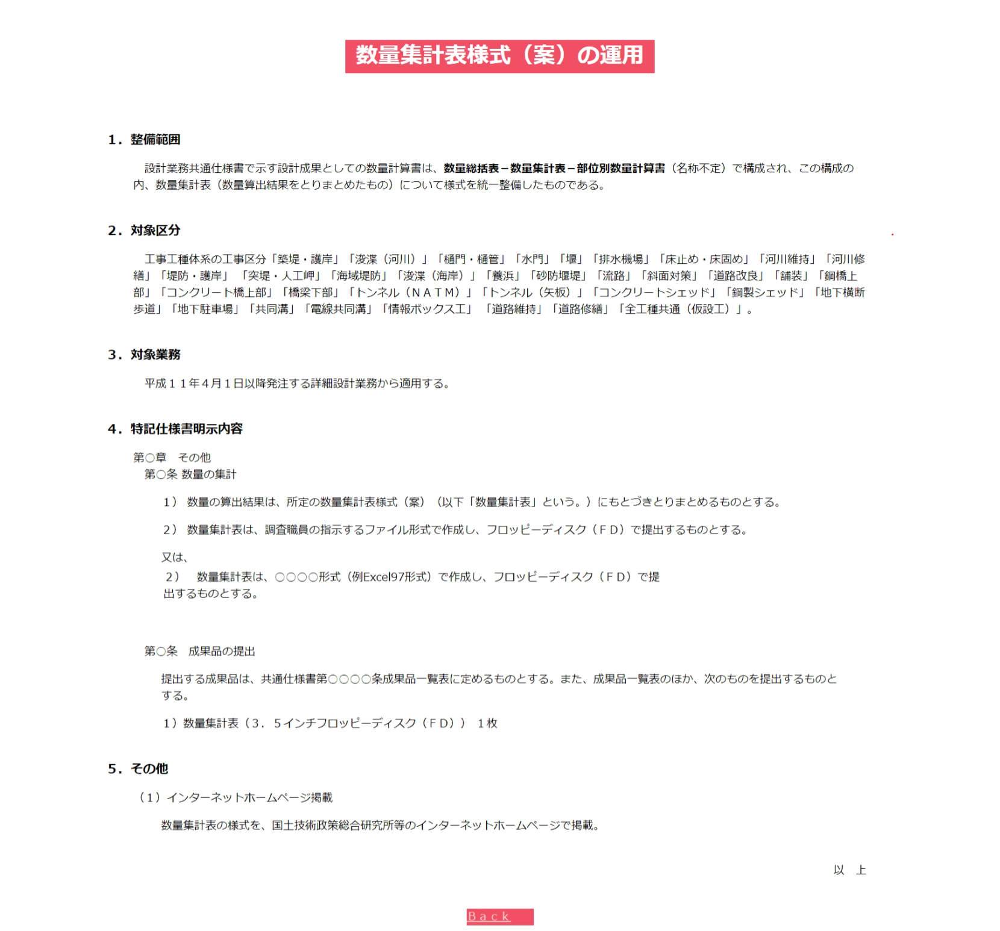 数量集計表様式（案）の運用
１．整備範囲
設計業務共通仕様書で示す設計成果としての数量計算書は、数量総括表－数量集計表－部位別数量計算書（名称不定）で構成され、この構成の
内、数量集計表（数量算出結果をとりまとめたもの）について様式を統一整備したものである。
２．対象区分
工事工種体系の工事区分「築堤・護岸」「浚渫（河川）」「樋門・樋管」「水門」「堰」「排水機場」「床止め・床固め」「河川維持」「河川修
繕」「堤防・護岸」 「突堤・人工岬」「海域堤防」「浚渫（海岸）」「養浜」「砂防堰堤」「流路」「斜面対策」「道路改良」「舗装」「鋼橋上
部」「コンクリート橋上部」「橋梁下部」「トンネル（ＮＡＴＭ）」「トンネル（矢板）」「コンクリートシェッド」「鋼製シェッド」「地下横断
歩道」「地下駐車場」「共同溝」「電線共同溝」「情報ボックス工」 「道路維持」「道路修繕」「全工種共通（仮設工）」。
３．対象業務
平成１１年４月１日以降発注する詳細設計業務から適用する。
４．特記仕様書明示内容
第○章　その他
第○条 数量の集計
１） 数量の算出結果は、所定の数量集計表様式（案）（以下「数量集計表」という。）にもとづきとりまとめるものとする。
２） 数量集計表は、調査職員の指示するファイル形式で作成し、フロッピーディスク（ＦＤ）で提出するものとする。
又は、
２）　数量集計表は、○○○○形式（例Excel97形式）で作成し、フロッピーディスク（ＦＤ）で提
出するものとする。
第○条　成果品の提出
提出する成果品は、共通仕様書第○○○○条成果品一覧表に定めるものとする。また、成果品一覧表のほか、次のものを提出するものと
する。
１）数量集計表（３．５インチフロッピーディスク（ＦＤ））　１枚
５．その他
（１）インターネットホームページ掲載
数量集計表の様式を、国土技術政策総合研究所等のインターネットホームページで掲載。
以　上
Ｂａｃｋ